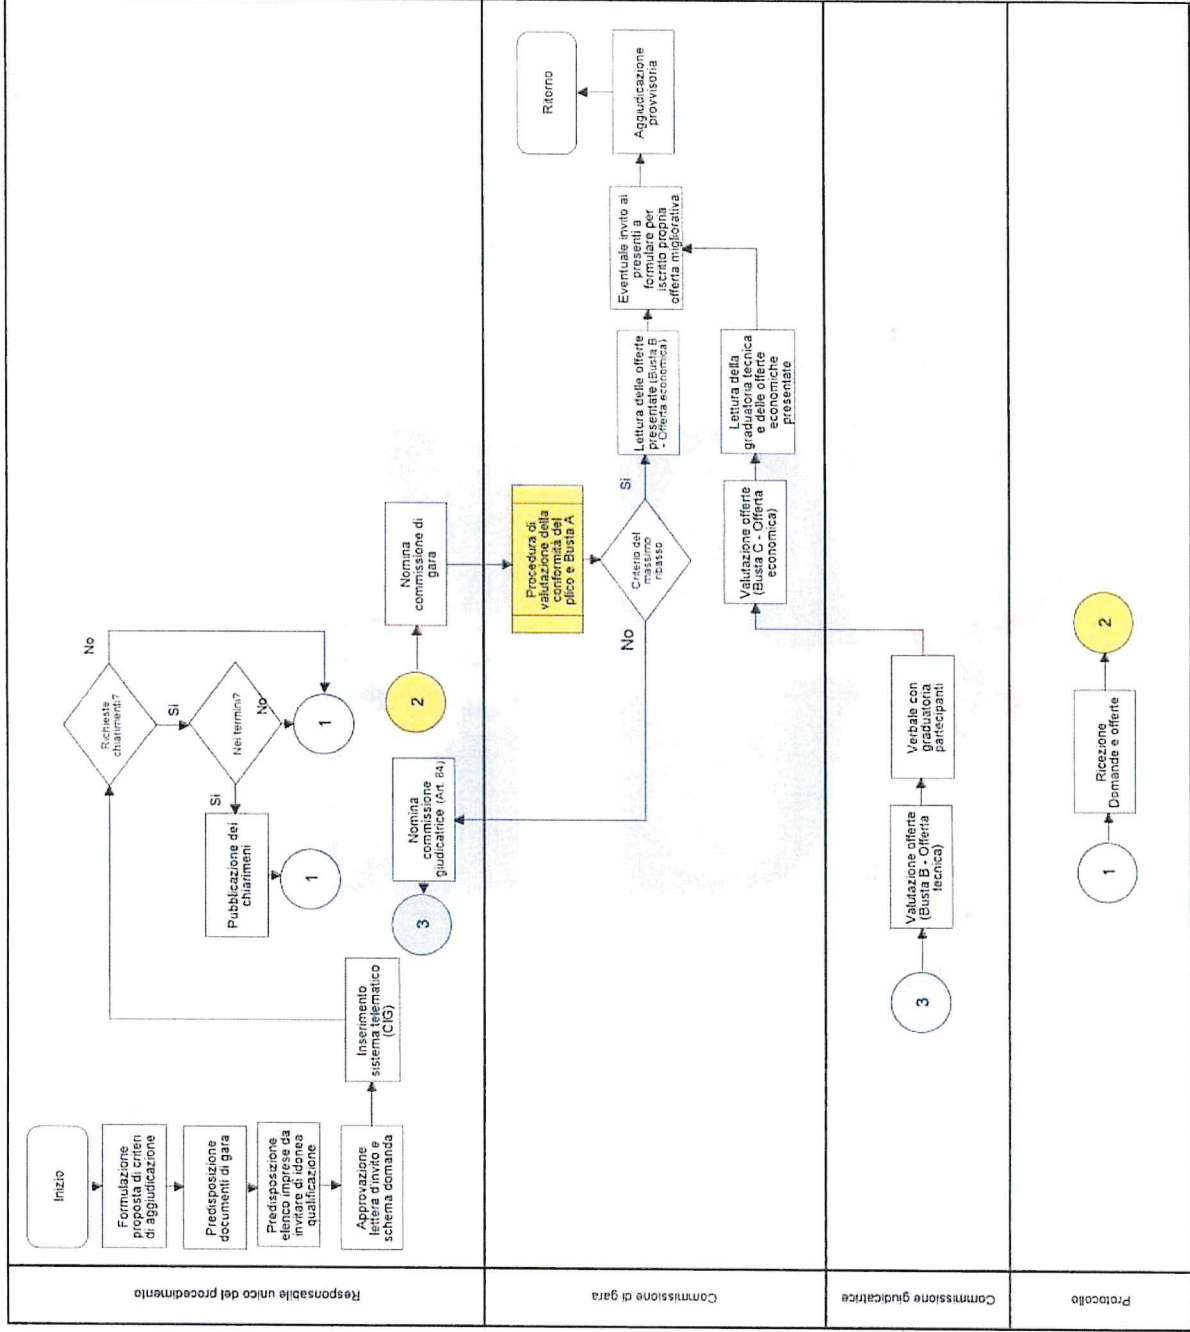 Responsabile unico del procedimento
Inizio
Formulazione
proposta di criteri
di aggiudicazione
Predisposizione
documenti di gara
Predisposizione
elenco imprese da
invitare di idonea
qualificazione
Approvazione
lettera d'invito e
schema domanda
Inserimento
sistema telematico
(CIG)
Richieste
chiarimenti?
No
Si
Nei termini?
No
Si
Pubblicazione dei
chiarimeni
1
1
Nomina
commissione
giudicatrice (Art. 84)
3
2
Nomina
commissione di
gara
Commissione di gara
Procedura di
valutazione della
conformità del
plico e Busta A
Criterio del
massimo
ribasso
No
Si
Lettura delle offerte
presentate (Busta B
- Offerta economica)
Eventuale invito ai
presenti a
formulare per
iscritto propria
offerta migliorativa
Aggiudicazione
provvisoria
Ritorno
Valutazione offerte
(Busta C - Offerta
economica)
Lettura della
graduatoria tecnica
e delle offerte
economiche
presentate
Commissione giudicatrice
3
Valutazione offerte
(Busta B - Offerta
tecnica)
Verbale con
graduatoria
partecipanti
Protocollo
1
Ricezione
Domande e offerte
2